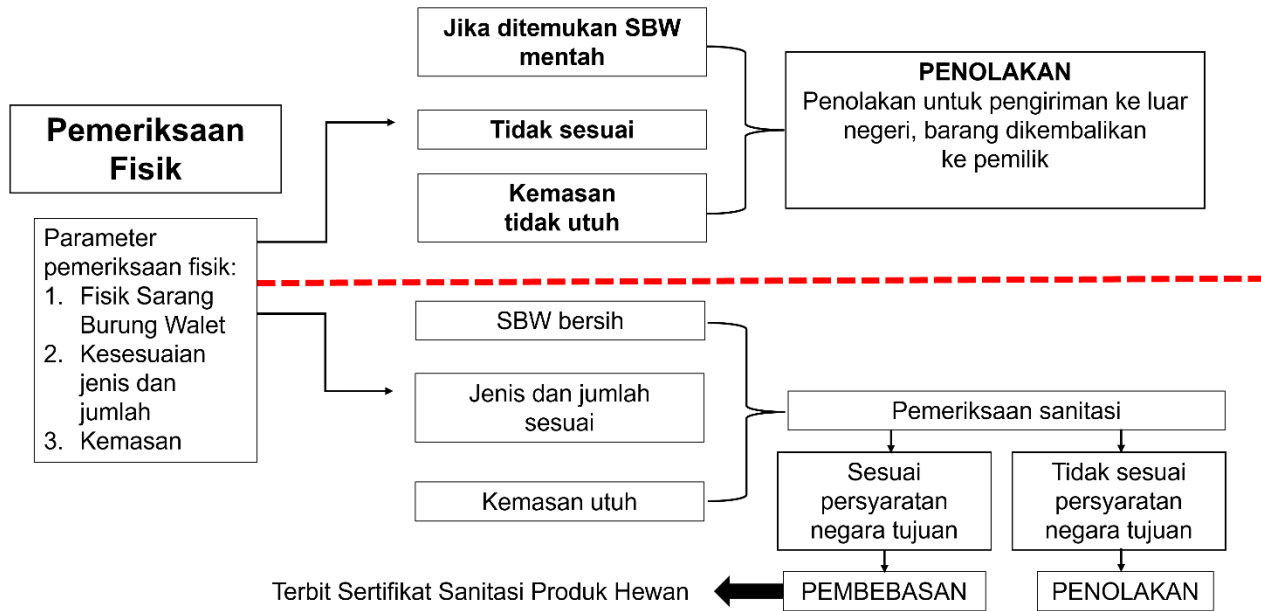 Pemeriksaan
Fisik
Parameter
pemeriksaan fisik:
1. Fisik Sarang
Burung Walet
2. Kesesuaian
jenis dan
jumlah
3. Kemasan
Jika ditemukan SBW
mentah
Tidak sesuai
Kemasan
tidak utuh
PENOLAKAN
Penolakan untuk pengiriman ke luar
negeri, barang dikembalikan
ke pemilik
SBW bersih
Jenis dan jumlah
sesuai
Kemasan utuh
Pemeriksaan sanitasi
Sesuai
persyaratan
negara tujuan
Tidak sesuai
persyaratan
negara tujuan
PEMBEBASAN
PENOLAKAN
Terbit Sertifikat Sanitasi Produk Hewan